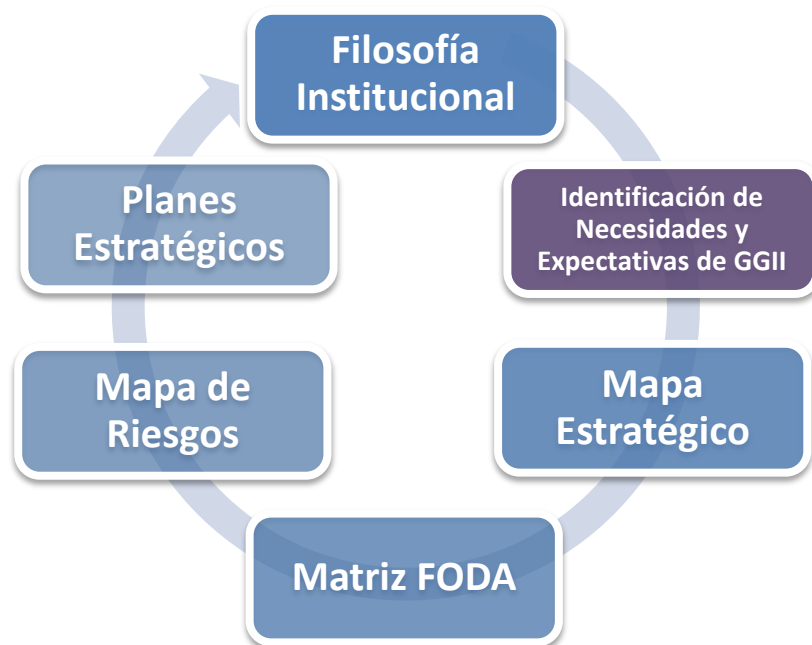 Filosofía
Institucional
Identificación de
Necesidades y
Expectativas de GGII
Mapa
Estratégico
Matriz FODA
Mapa de
Riesgos
Planes
Estratégicos